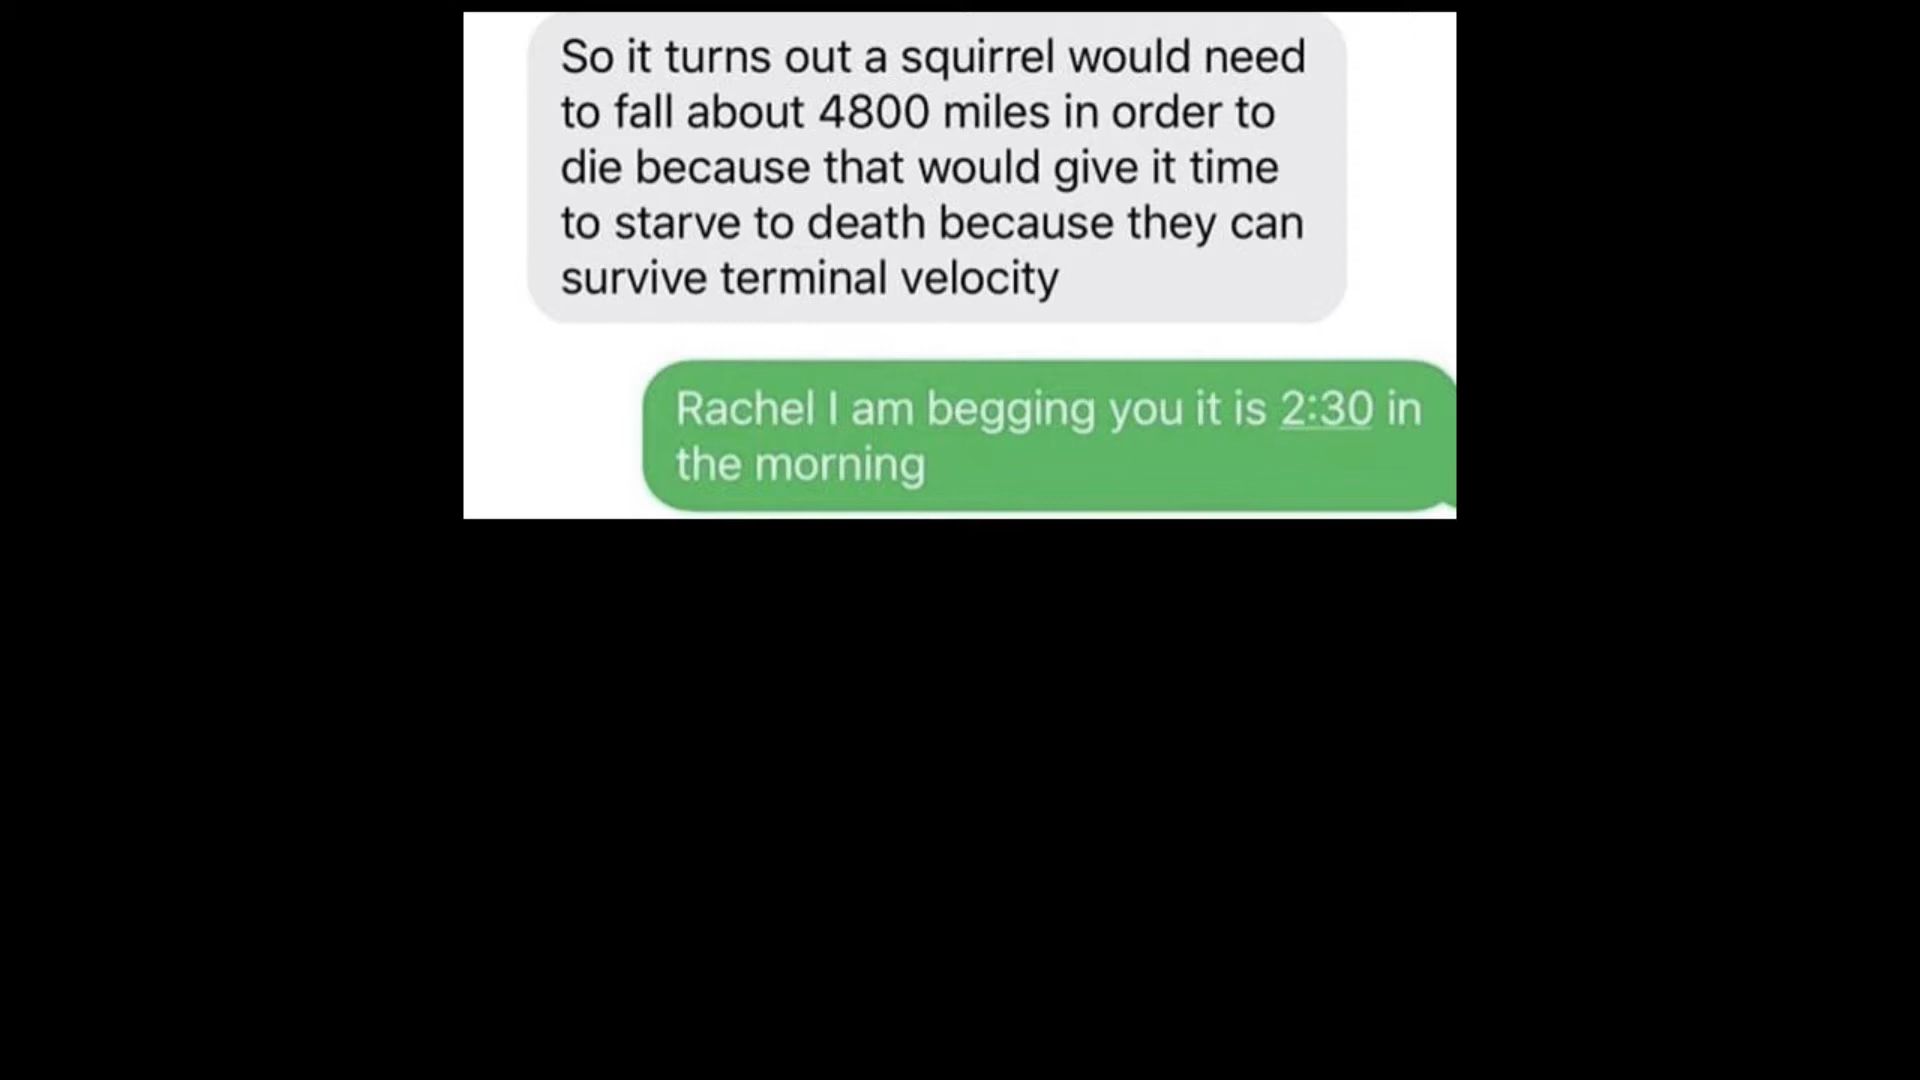 So it turns out a squirrel would need
to fall about 4800 miles in order to
die because that would give it time
to starve to death because they can
survive terminal velocity
Rachel I am begging you it is 2:30 in
the morning